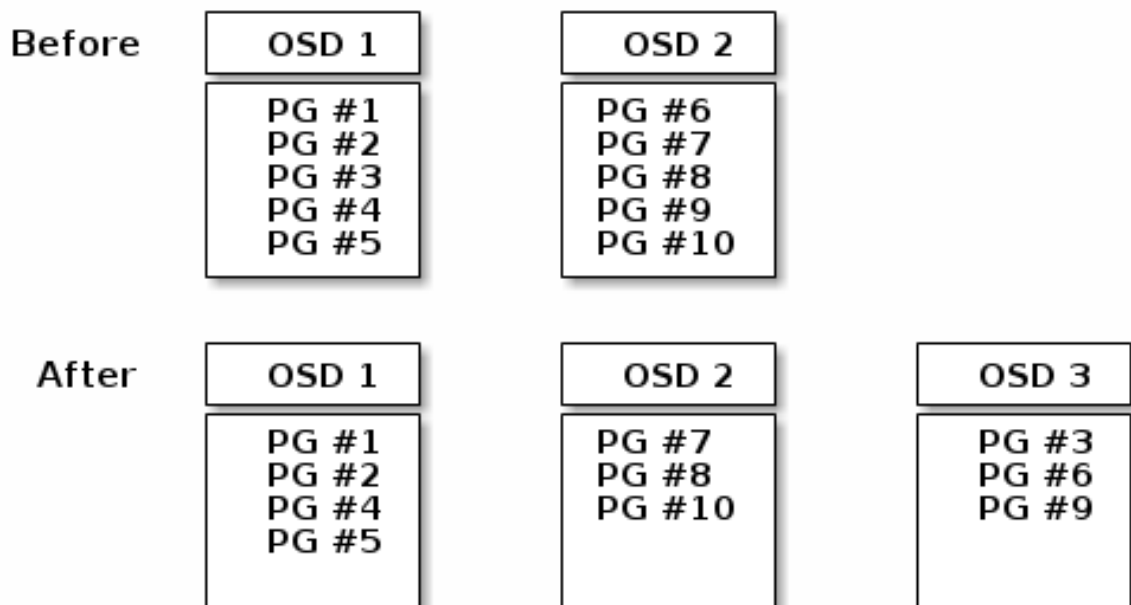 Before
OSD 1
OSD 2
PG #1
PG #2
PG #3
PG #4
PG #5
PG #6
PG #7
PG #8
PG #9
PG #10
After
OSD 1
OSD 2
OSD 3
PG #1
PG #2
PG #4
PG #5
PG #7
PG #8
PG #10
PG #3
PG #6
PG #9